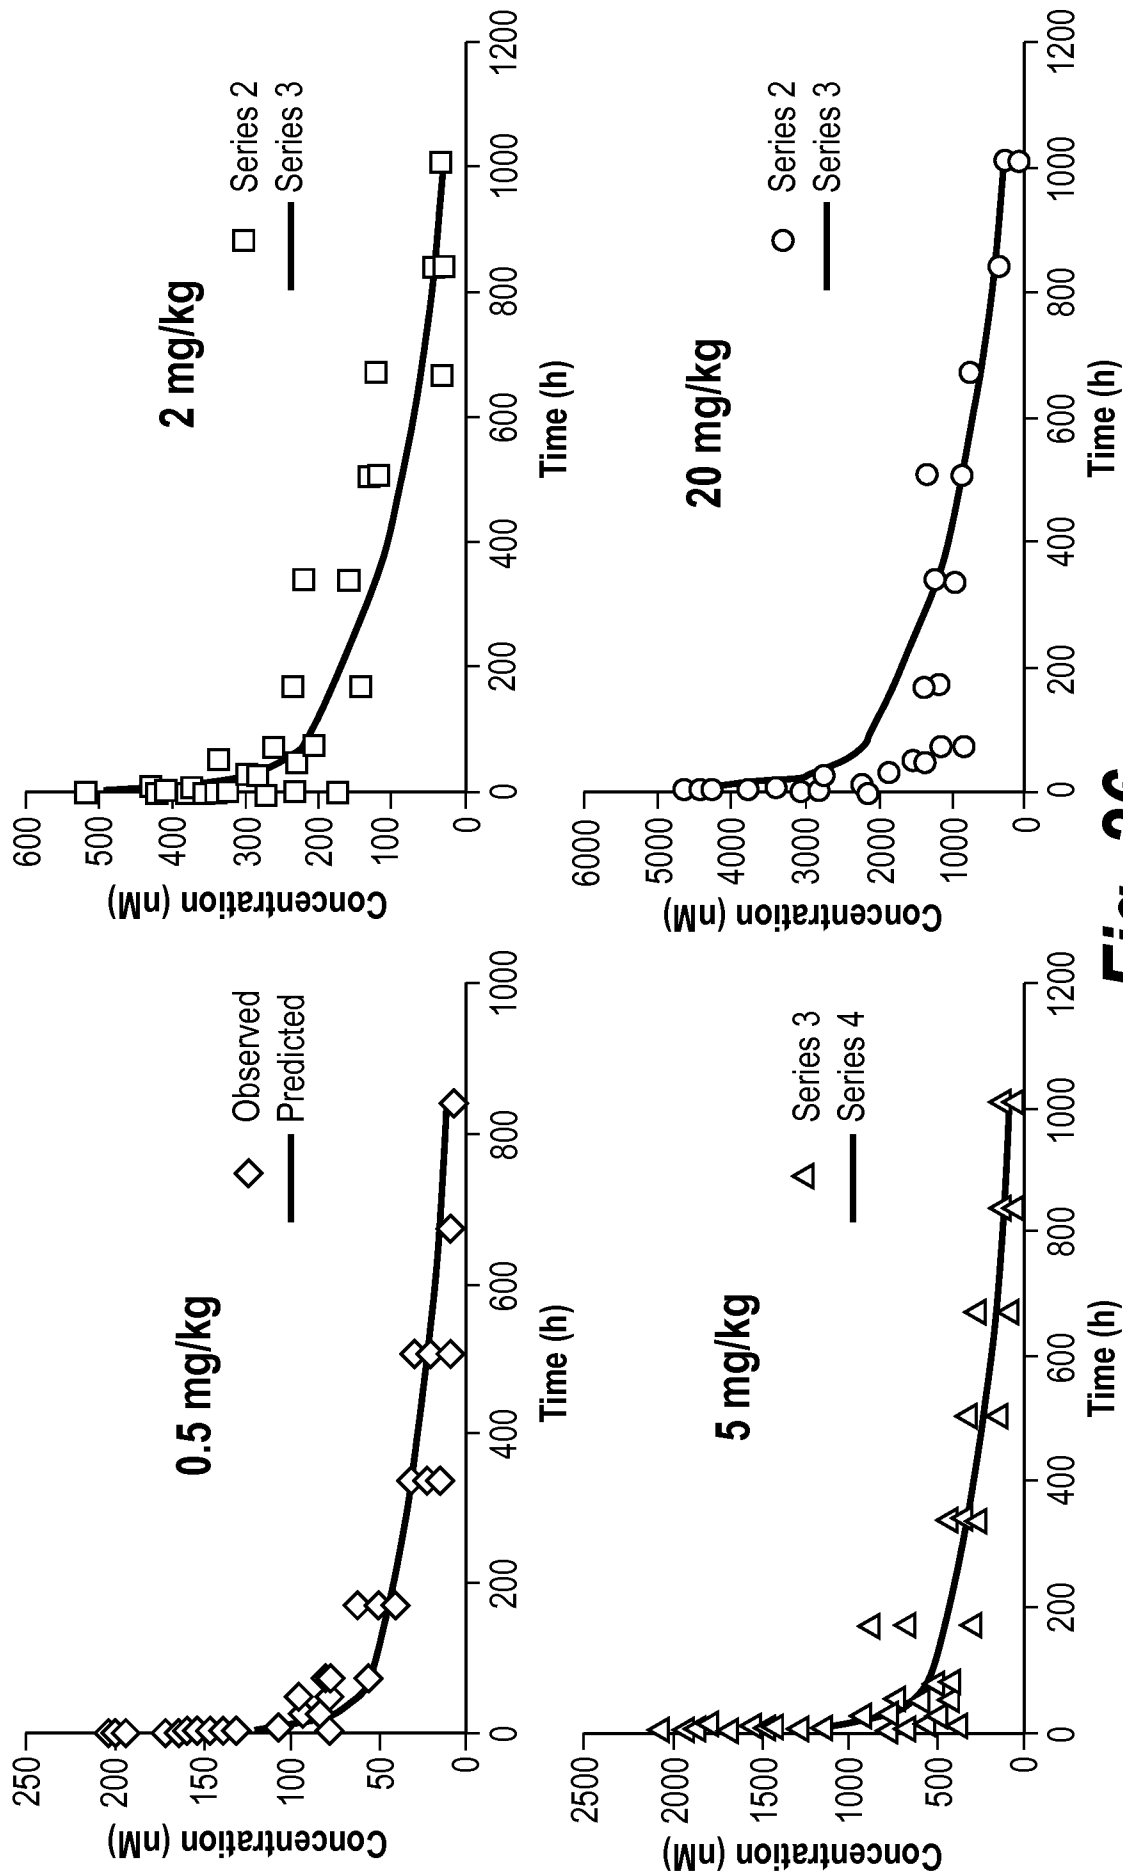 0.5 mg/kg
Concentration (nM)
250
200
150
100
50
0
0 200 400 600 800 1000
Time (h)
Observed
Predicted
2 mg/kg
Concentration (nM)
600
500
400
300
200
100
0
0 200 400 600 800 1000 1200
Time (h)
Series 2
Series 3
5 mg/kg
Concentration (nM)
2500
2000
1500
1000
500
0
0 200 400 600 800 1000 1200
Time (h)
Series 3
Series 4
20 mg/kg
Concentration (nM)
6000
5000
4000
3000
2000
1000
0
0 200 400 600 800 1000 1200
Time (h)
Series 2
Series 3
Fig.